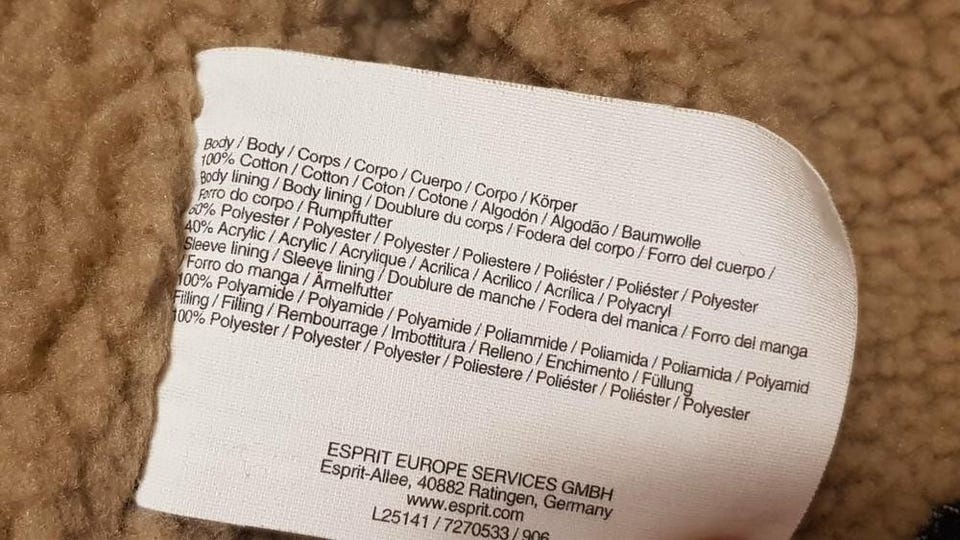 Body / Body / Corps / Corpo / Cuerpo / Corpo / Körper
100% Cotton / Cotton / Coton / Cotone / Algodón / Algodão / Baumwolle
Body lining / Body lining / Doublure du corps / Fodera del corpo / Forro del cuerpo /
Forro do corpo / Rumpffutter
60% Polyester / Polyester / Polyester / Poliestere / Poliéster / Poliéster / Polyester
40% Acrylic / Acrylic / Acrylique / Acrilica / Acrilico / Acrílica / Polyacryl
Sleeve lining / Sleeve lining / Doublure de manche / Fodera del manica / Forro del manga
/ Forro do manga / Ärmelfutter
100% Polyamide / Polyamide / Polyamide / Poliammide / Poliamida / Poliamida / Polyamid
Filling / Filling / Rembourrage / Imbottitura / Relleno / Enchimento / Füllung
100% Polyester / Polyester / Polyester / Poliestere / Poliéster / Poliéster / Polyester
ESPRIT EUROPE SERVICES GMBH
Esprit-Allee, 40882 Ratingen, Germany
www.esprit.com
L25141 / 7270533 / 906